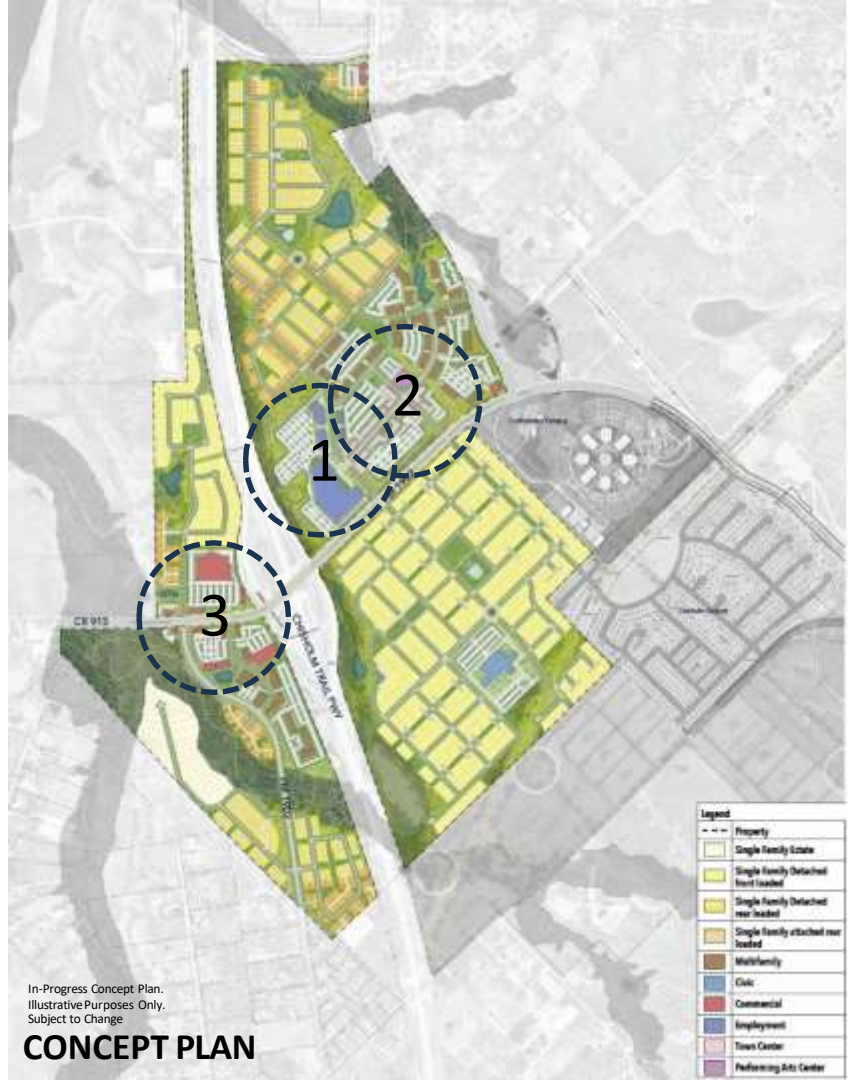 2
1
3
CR 915
CHISHOLM TRAIL PKWY
Legend
Property
Single Family Estate
Single Family Detached
front loaded
Single Family Detached
rear loaded
Single Family attached rear
loaded
Multifamily
Civic
Commercial
Employment
Town Center
Performing Arts Center
In-Progress Concept Plan.
Illustrative Purposes Only.
Subject to Change
CONCEPT PLAN